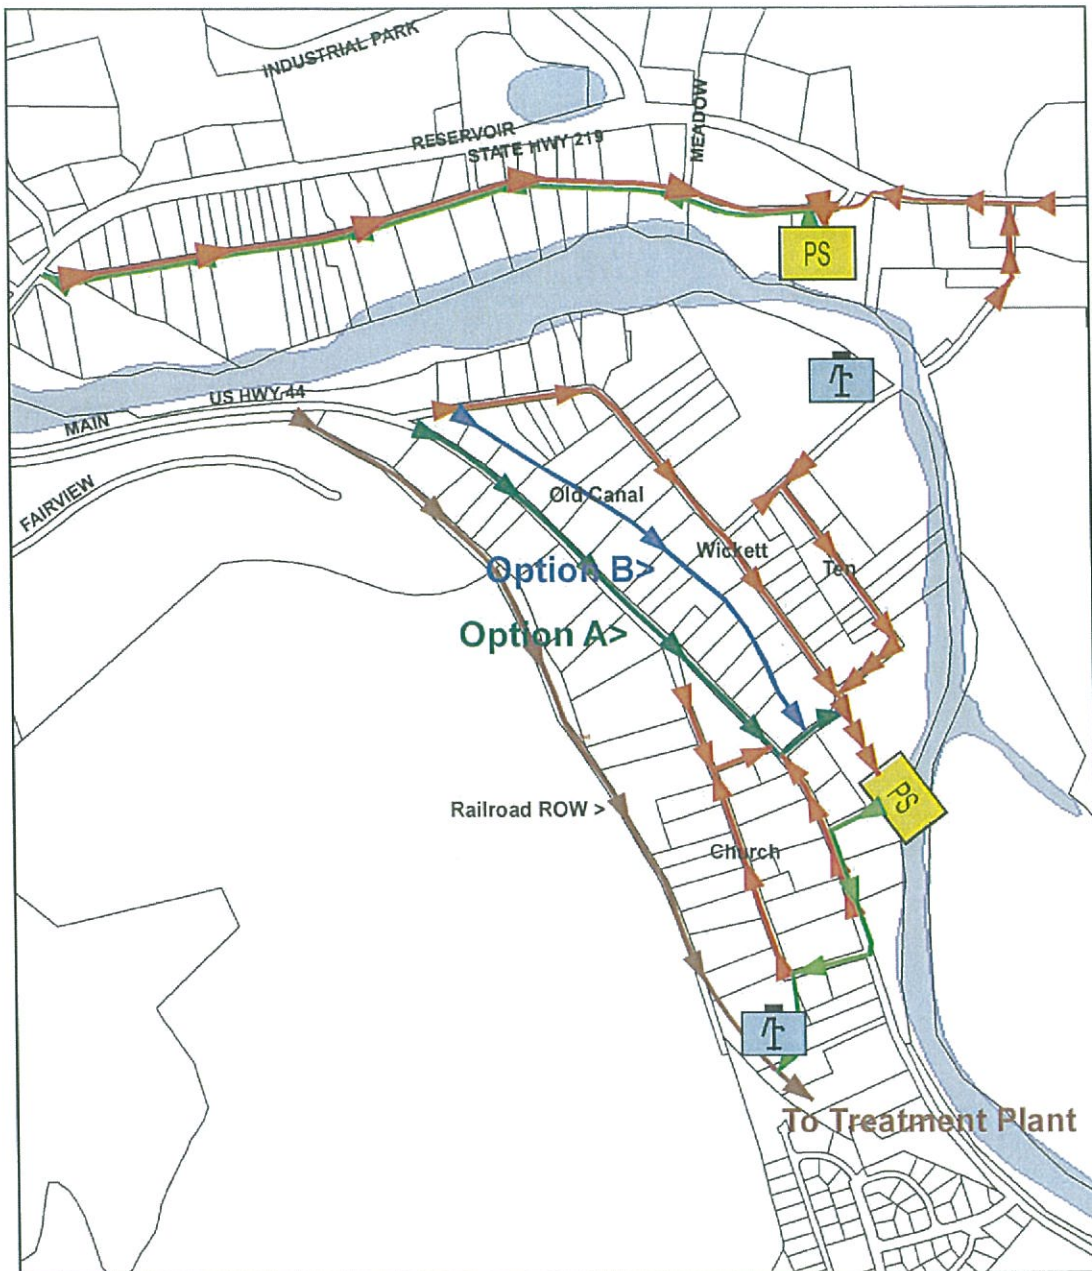 INDUSTRIAL PARK
RESERVOIR
STATE HWY 219
MEADOW
PS
US HWY 44
MAIN
FAIRVIEW
Old Canal
Wickett
Ten
Option B>
Option A>
Railroad ROW >
PS
Church
To Treatment Plant